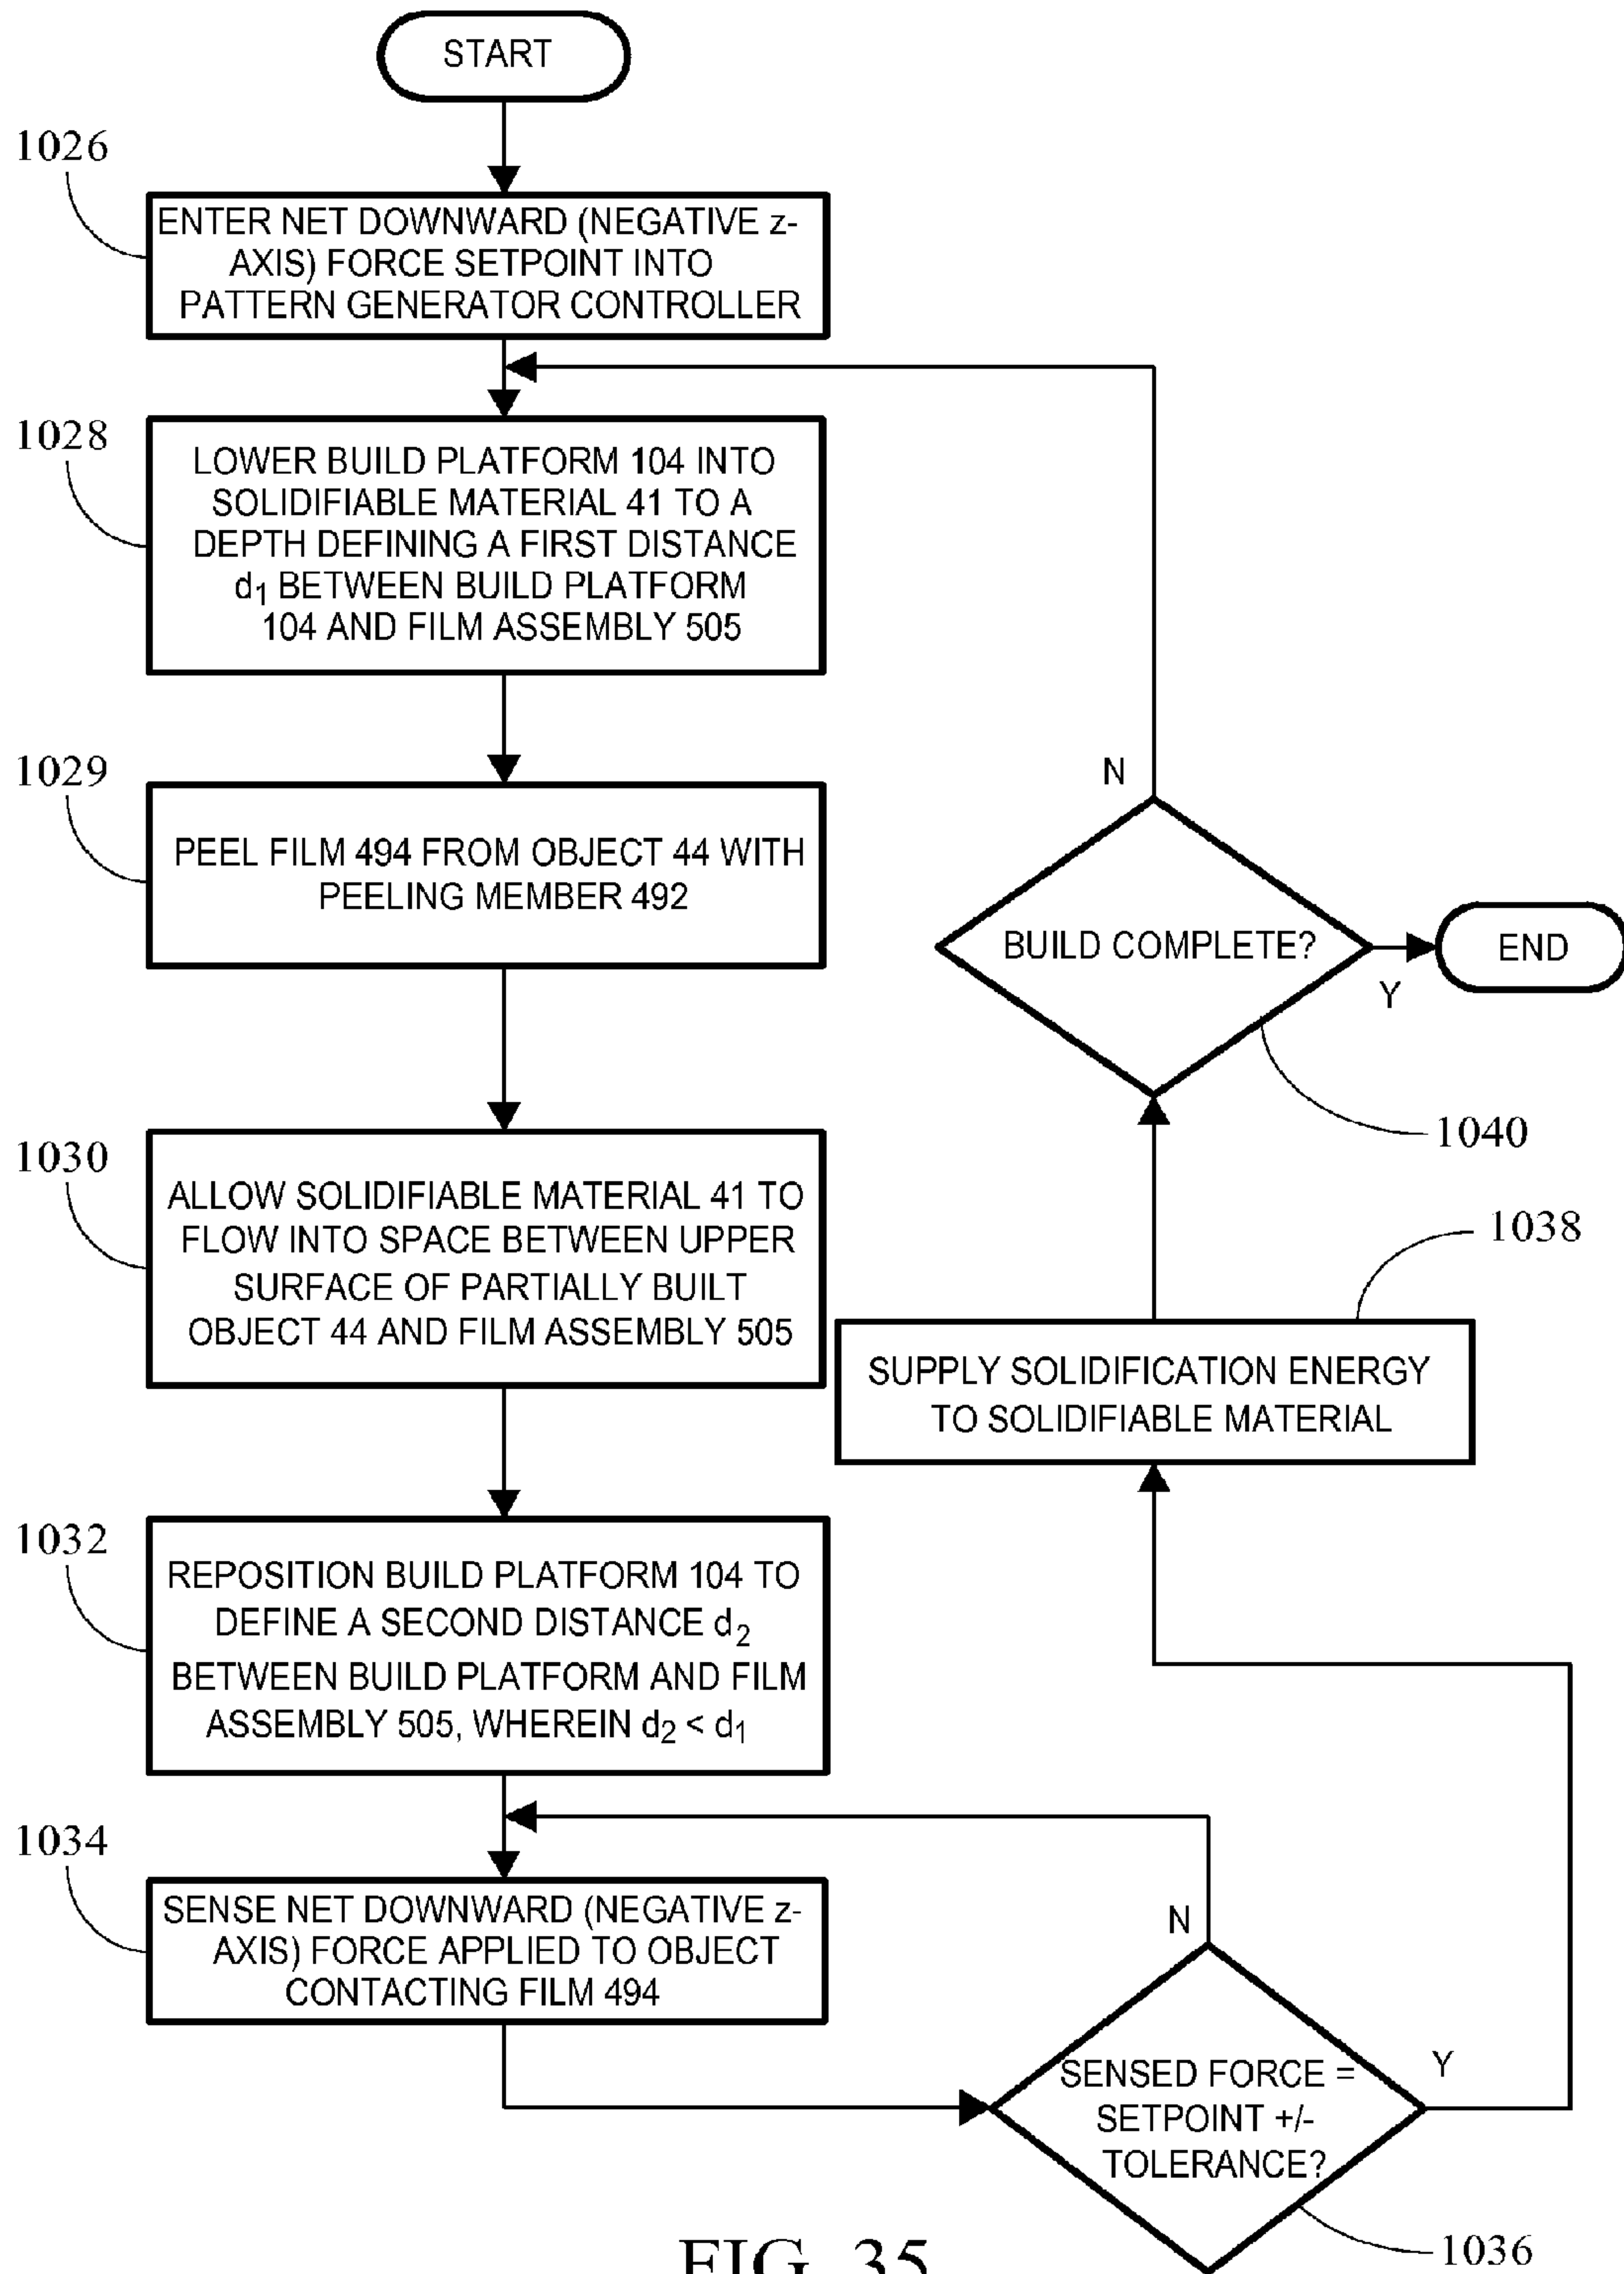 START
1026
ENTER NET DOWNWARD (NEGATIVE z-
AXIS) FORCE SETPOINT INTO
PATTERN GENERATOR CONTROLLER
1028
LOWER BUILD PLATFORM 104 INTO
SOLIDIFIABLE MATERIAL 41 TO A
DEPTH DEFINING A FIRST DISTANCE
d₁ BETWEEN BUILD PLATFORM
104 AND FILM ASSEMBLY 505
1029
PEEL FILM 494 FROM OBJECT 44 WITH
PEELING MEMBER 492
1030
ALLOW SOLIDIFIABLE MATERIAL 41 TO
FLOW INTO SPACE BETWEEN UPPER
SURFACE OF PARTIALLY BUILT
OBJECT 44 AND FILM ASSEMBLY 505
1032
REPOSITION BUILD PLATFORM 104 TO
DEFINE A SECOND DISTANCE d₂
BETWEEN BUILD PLATFORM AND FILM
ASSEMBLY 505, WHEREIN d₂ < d₁
1034
SENSE NET DOWNWARD (NEGATIVE z-
AXIS) FORCE APPLIED TO OBJECT
CONTACTING FILM 494
N
SENSED FORCE =
SETPOINT +/-
TOLERANCE?
Y
1036
SUPPLY SOLIDIFICATION ENERGY
TO SOLIDIFIABLE MATERIAL
1038
N
BUILD COMPLETE?
Y
1040
END
FIG. 35